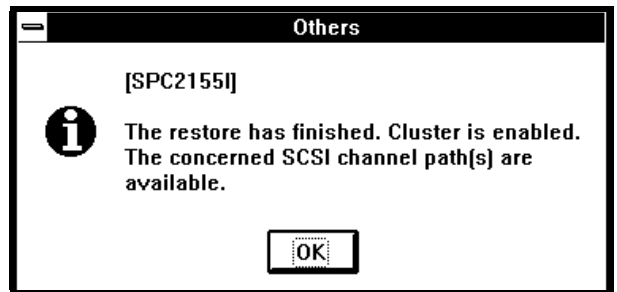 Others
[SPC2155I]
The restore has finished. Cluster is enabled.
The concerned SCSI channel path(s) are
available.
OK